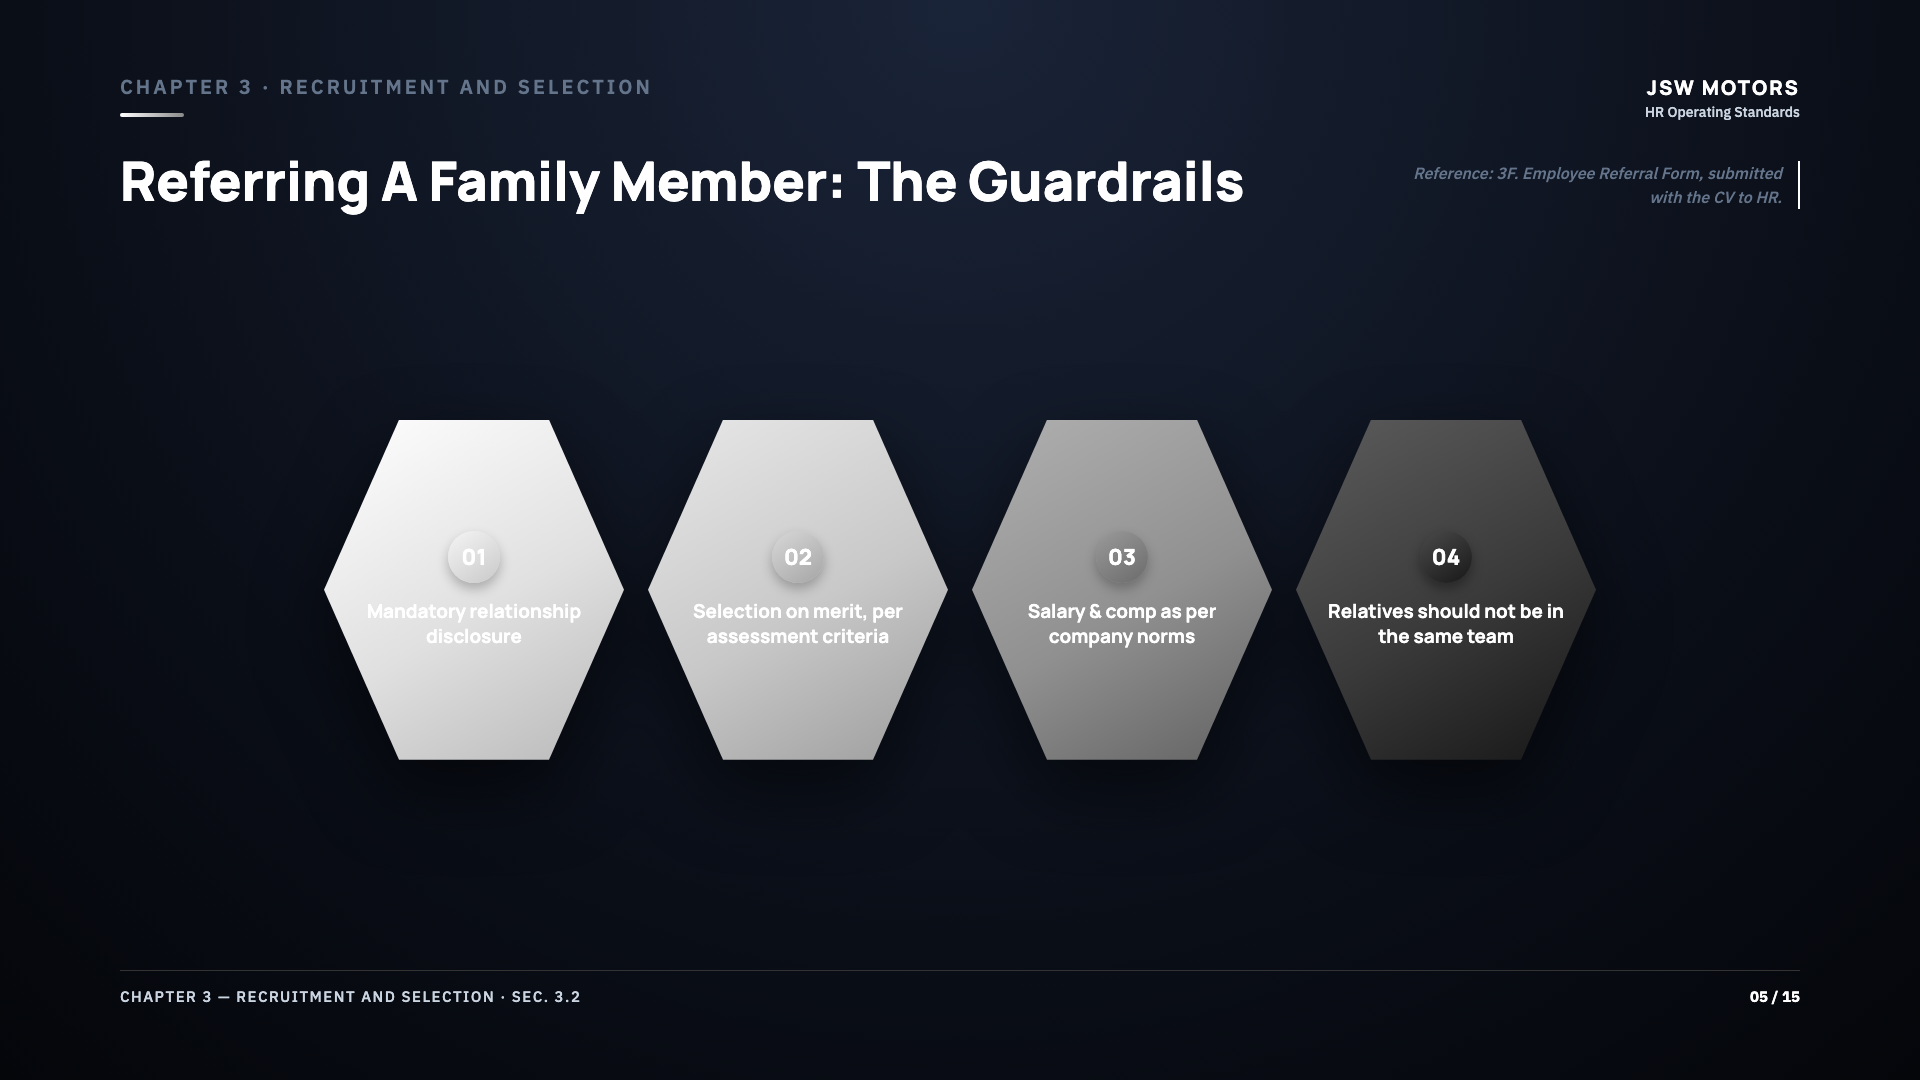 CHAPTER 3 · RECRUITMENT AND SELECTION
JSW MOTORS
HR Operating Standards
Referring A Family Member: The Guardrails
Reference: 3F. Employee Referral Form, submitted
with the CV to HR.
01
Mandatory relationship
disclosure
02
Selection on merit, per
assessment criteria
03
Salary & comp as per
company norms
04
Relatives should not be in
the same team
CHAPTER 3 — RECRUITMENT AND SELECTION · SEC. 3.2
05 / 15